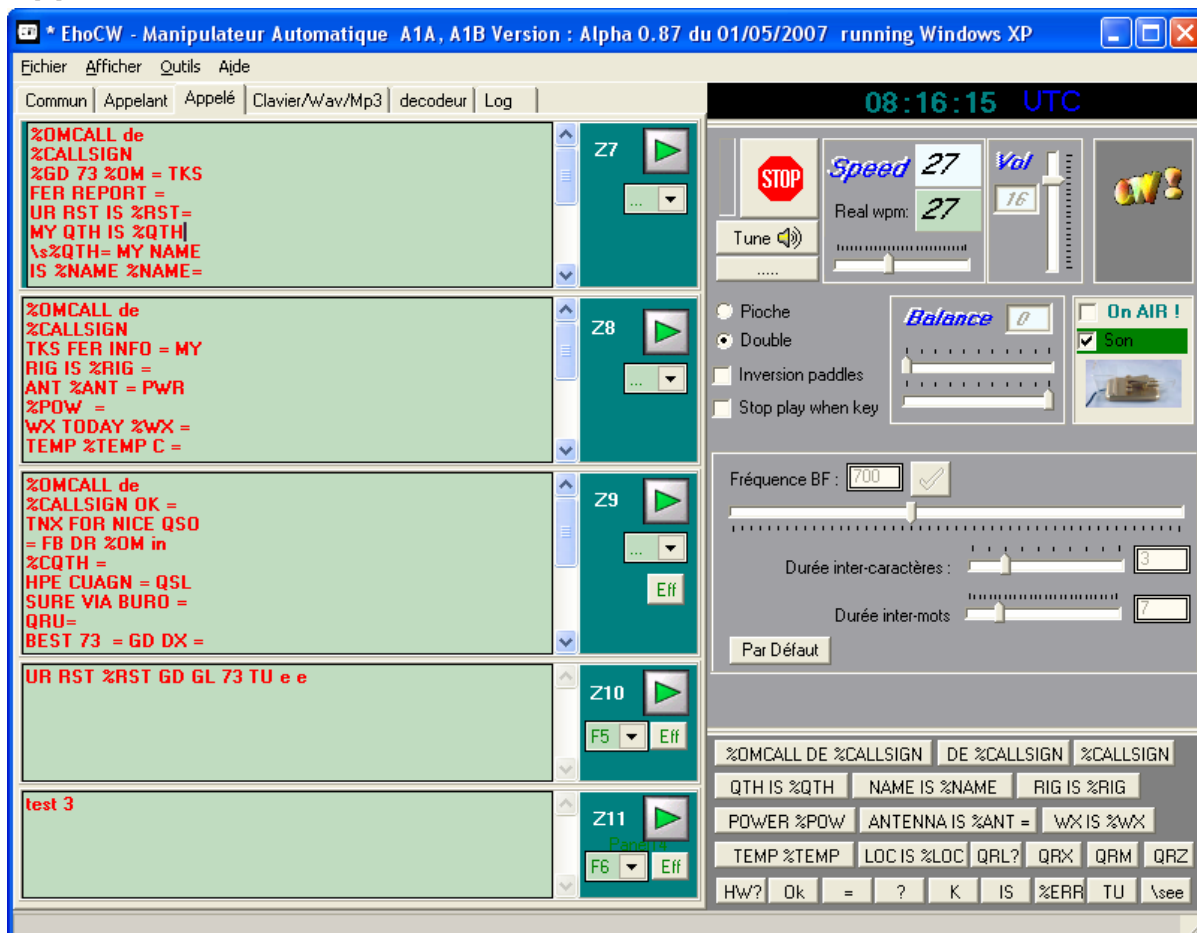 * EhoCW - Manipulateur Automatique A1A, A1B Version : Alpha 0.87 du 01/05/2007 running Windows XP
Fichier Afficher Outils Aide
Commun Appelant Appelé Clavier/Wav/Mp3 decodeur Log
08:16:15 UTC
%OMCALL de
%CALLSIGN
%GD 73 %OM = TKS
FER REPORT =
UR RST IS %RST=
MY QTH IS %QTH
\s%QTH= MY NAME
IS %NAME %NAME=
Z7
...
%OMCALL de
%CALLSIGN
TKS FER INFO = MY
RIG IS %RIG =
ANT %ANT = PWR
%POW =
WX TODAY %WX =
TEMP %TEMP C =
Z8
...
%OMCALL de
%CALLSIGN OK =
TNX FOR NICE QSO
= FB DR %OM in
%CQTH =
HPE CUAGN = QSL
SURE VIA BURO =
QRU=
BEST 73 = GD DX =
Z9
...
Eff
UR RST %RST GD GL 73 TU e e
Z10
F5 Eff
test 3
Z11
F6 Eff
STOP
Speed 27
Real wpm: 27
Vol
16
CW!
Tune
.....
Pioche
Double
Inversion paddles
Stop play when key
Balance 0
On AIR !
Son
Fréquence BF : 700
Durée inter-caractères : 3
Durée inter-mots 7
Par Défaut
%OMCALL DE %CALLSIGN DE %CALLSIGN %CALLSIGN
QTH IS %QTH NAME IS %NAME RIG IS %RIG
POWER %POW ANTENNA IS %ANT = WX IS %WX
TEMP %TEMP LOC IS %LOC QRL? QRX QRM QRZ
HW? Ok = ? K IS %ERR TU \see